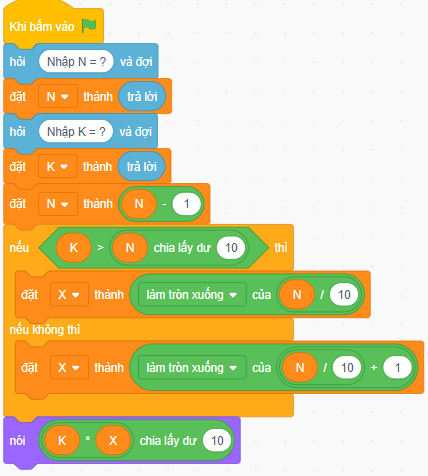 Khi bấm vào
hỏi Nhập N = ? và đợi
đặt N thành trả lời
hỏi Nhập K = ? và đợi
đặt K thành trả lời
đặt N thành N - 1
nếu K > N chia lấy dư 10 thì
đặt X thành làm tròn xuống của N / 10
nếu không thì
đặt X thành làm tròn xuống của N / 10 + 1
nói K * X chia lấy dư 10